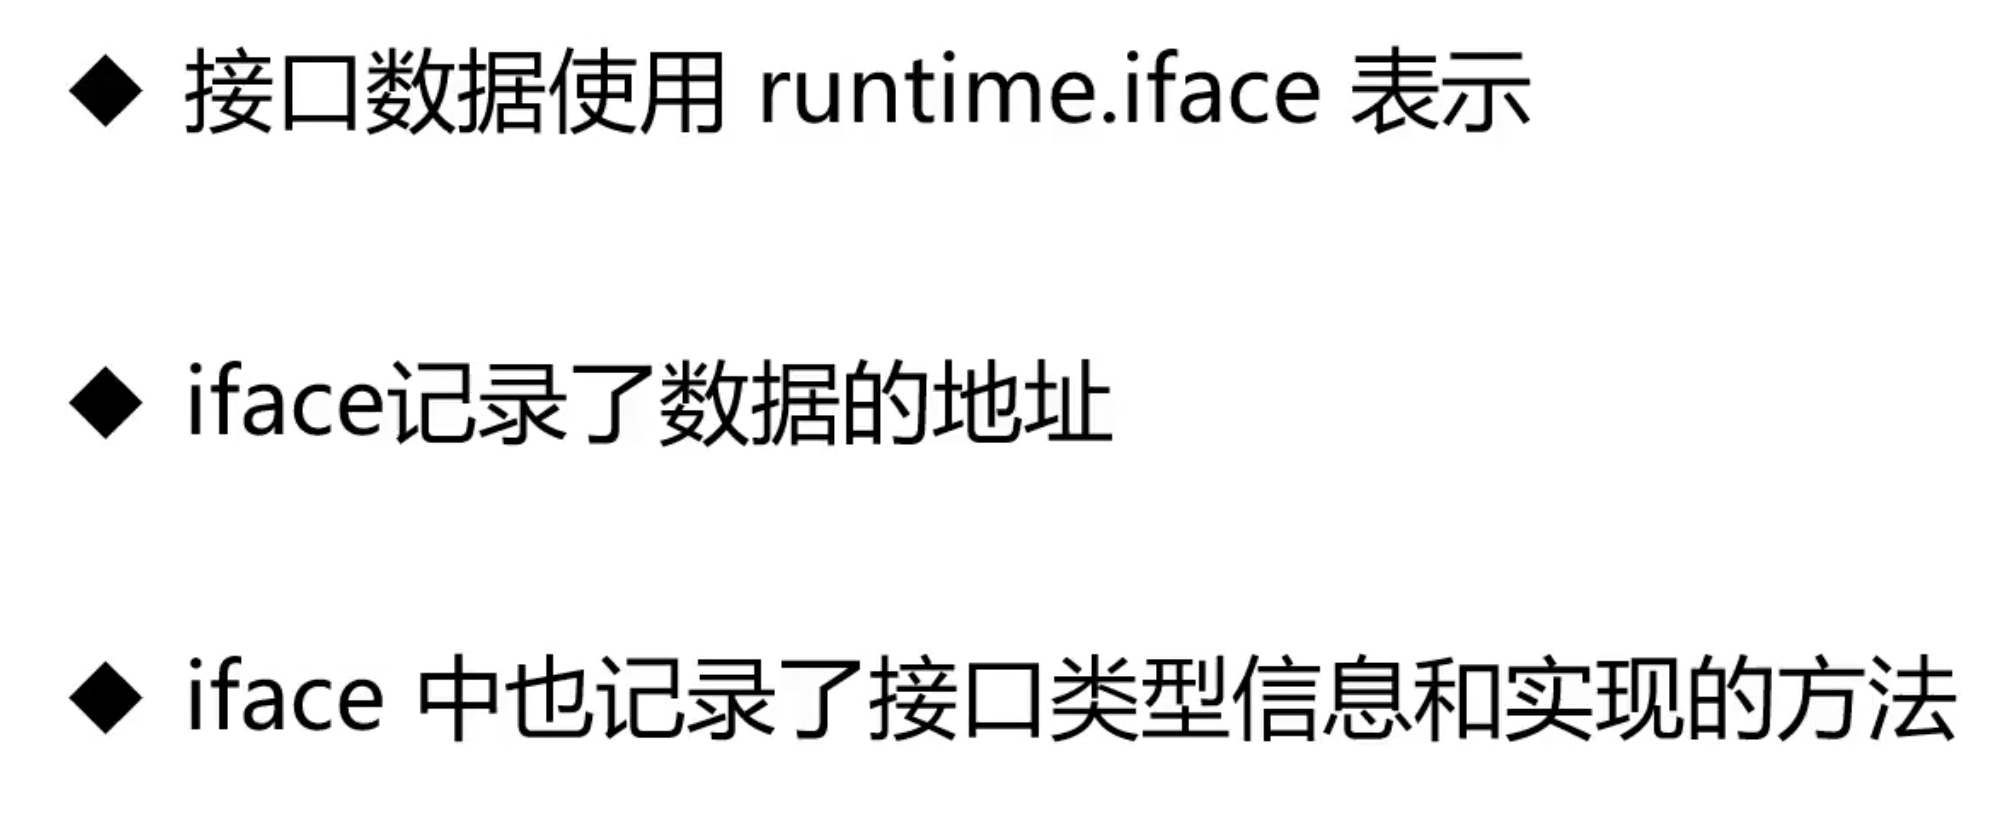 ◆ 接口数据使用 runtime.iface 表示
◆ iface记录了数据的地址
◆ iface 中也记录了接口类型信息和实现的方法